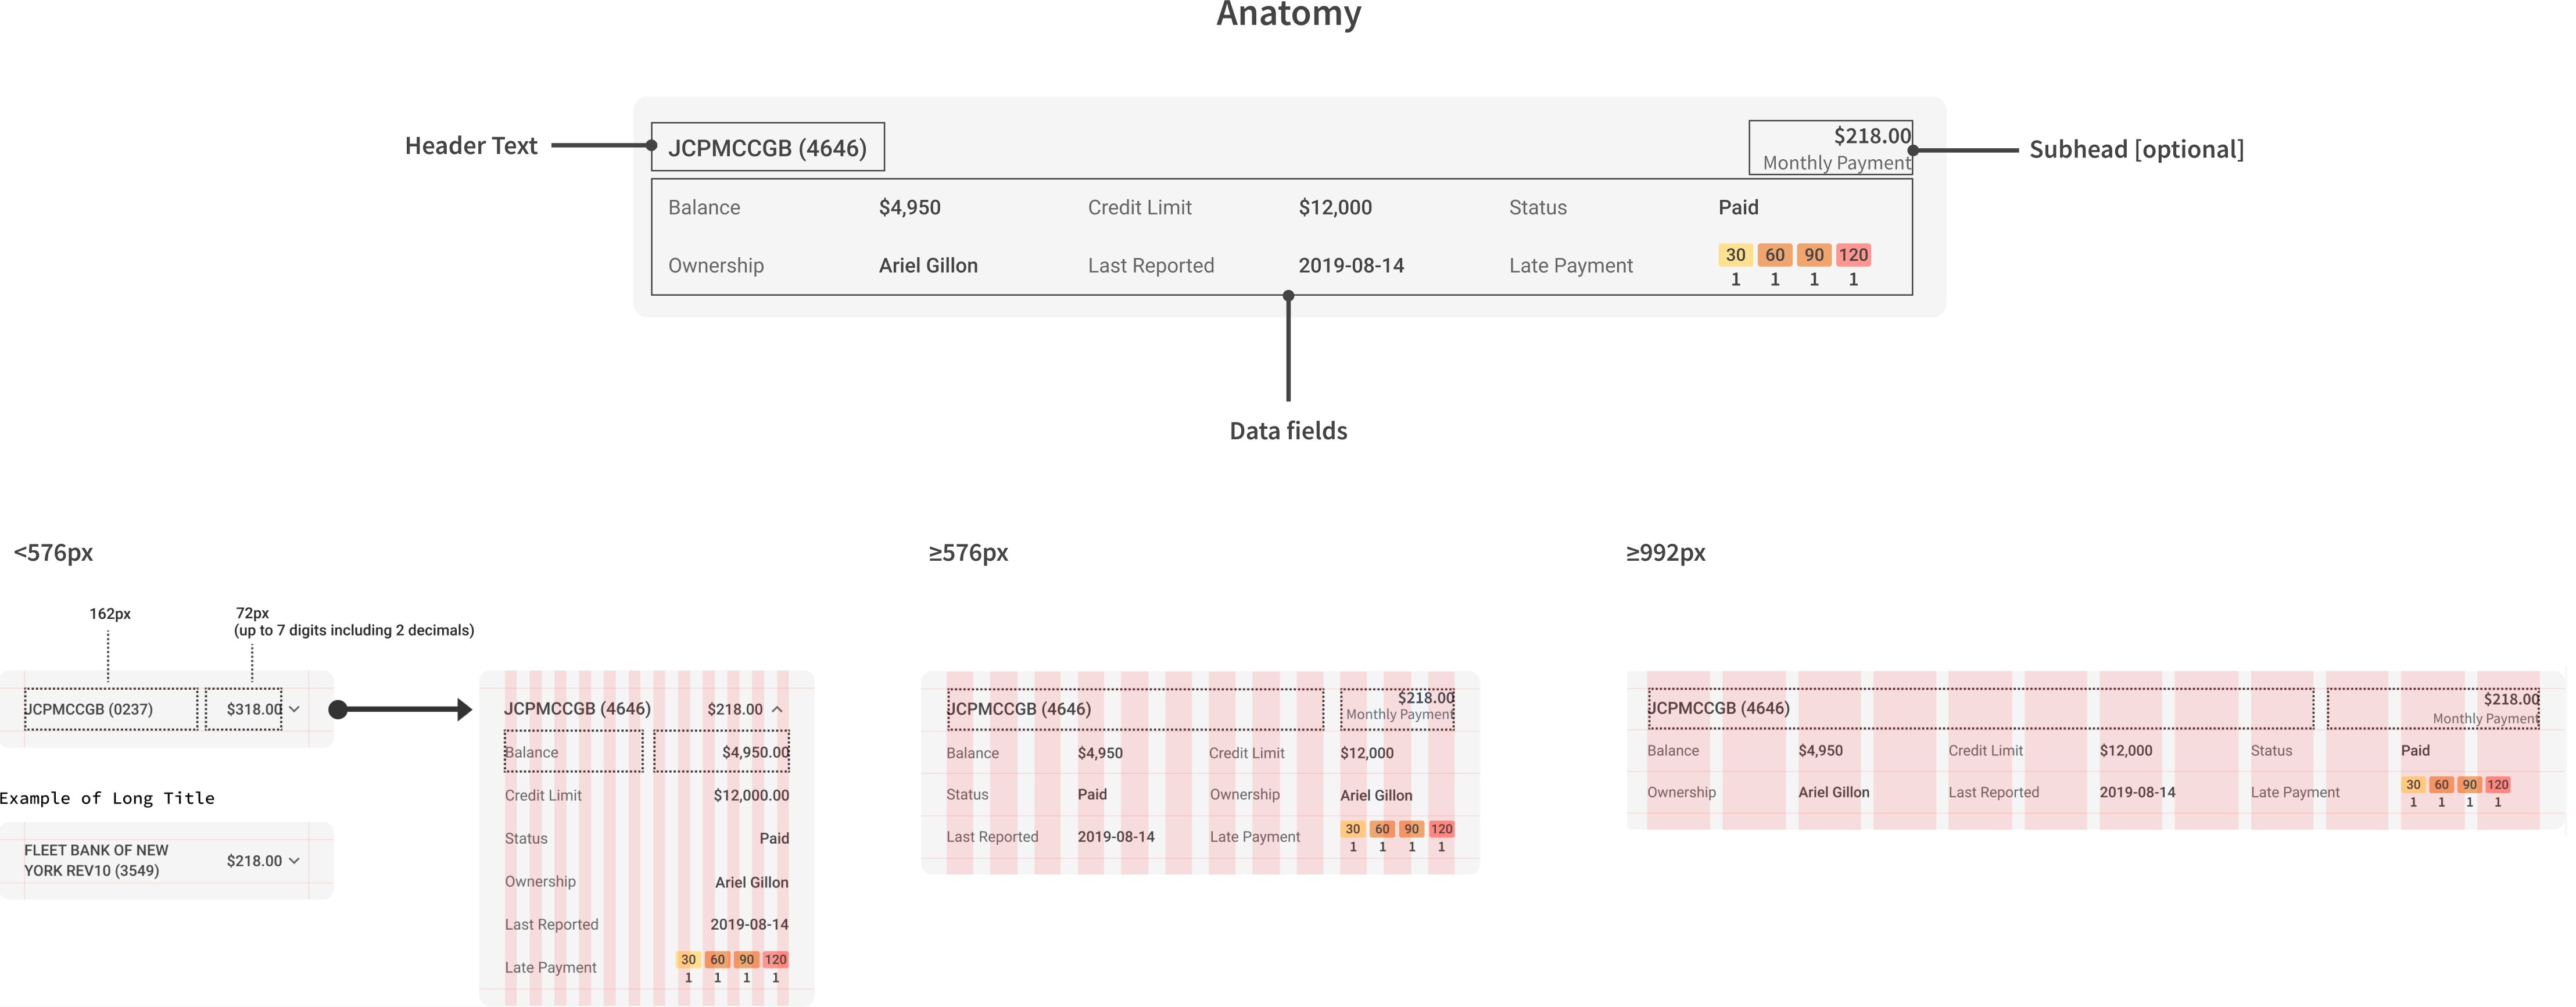 Anatomy
Header Text
JCPMCCGB (4646)
$218.00
Monthly Payment
Subhead [optional]
Balance $4,950 Credit Limit $12,000 Status Paid
Ownership Ariel Gillon Last Reported 2019-08-14 Late Payment 30 60 90 120
1 1 1 1
Data fields
<576px
162px
72px
(up to 7 digits including 2 decimals)
JCPMCCGB (0237) $318.00
Example of Long Title
FLEET BANK OF NEW
YORK REV10 (3549)
$218.00
JCPMCCGB (4646) $218.00
Balance $4,950.00
Credit Limit $12,000.00
Status Paid
Ownership Ariel Gillon
Last Reported 2019-08-14
Late Payment 30 60 90 120
1 1 1 1
≥576px
JCPMCCGB (4646)
$218.00
Monthly Payment
Balance $4,950 Credit Limit $12,000
Status Paid Ownership Ariel Gillon
Last Reported 2019-08-14 Late Payment 30 60 90 120
1 1 1 1
≥992px
JCPMCCGB (4646)
$218.00
Monthly Payment
Balance $4,950 Credit Limit $12,000 Status Paid
Ownership Ariel Gillon Last Reported 2019-08-14 Late Payment 30 60 90 120
1 1 1 1